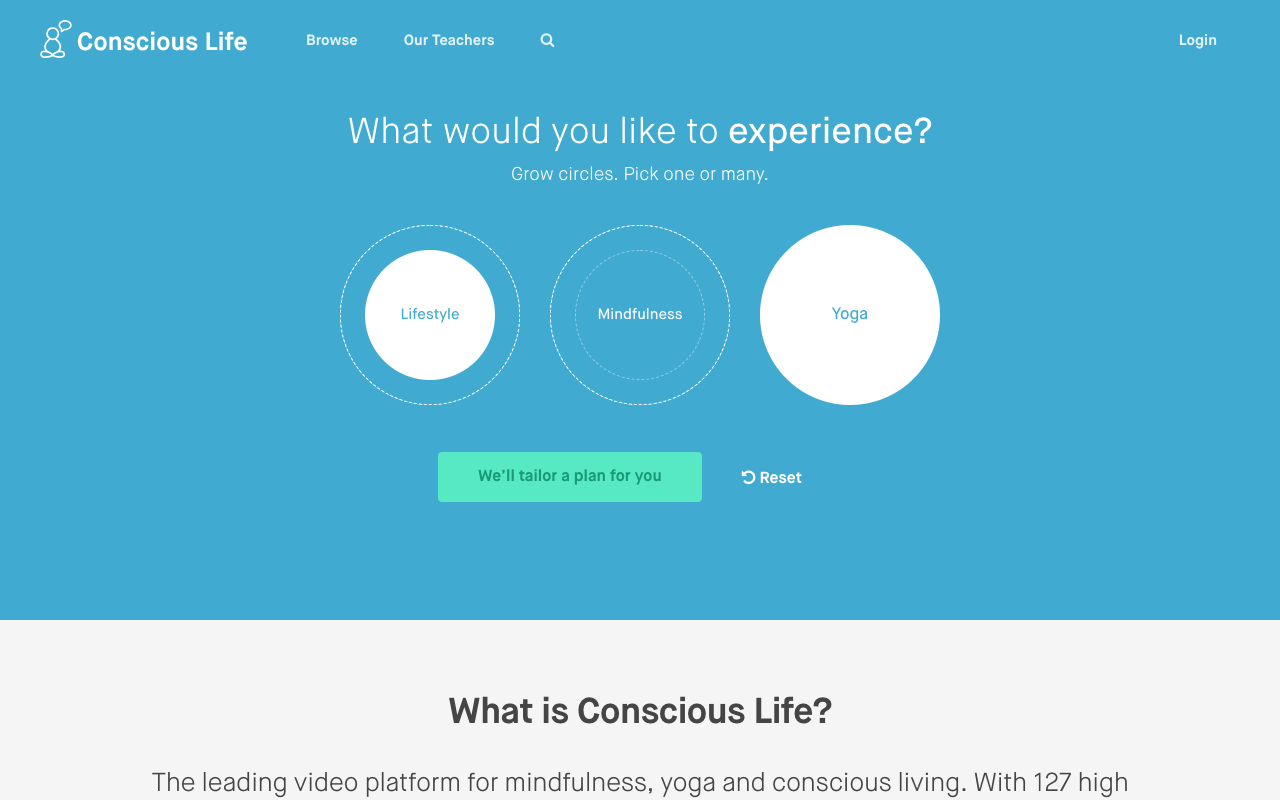 Conscious Life
Browse
Our Teachers
Login
What would you like to experience?
Grow circles. Pick one or many.
Lifestyle
Mindfulness
Yoga
We’ll tailor a plan for you
Reset
What is Conscious Life?
The leading video platform for mindfulness, yoga and conscious living. With 127 high